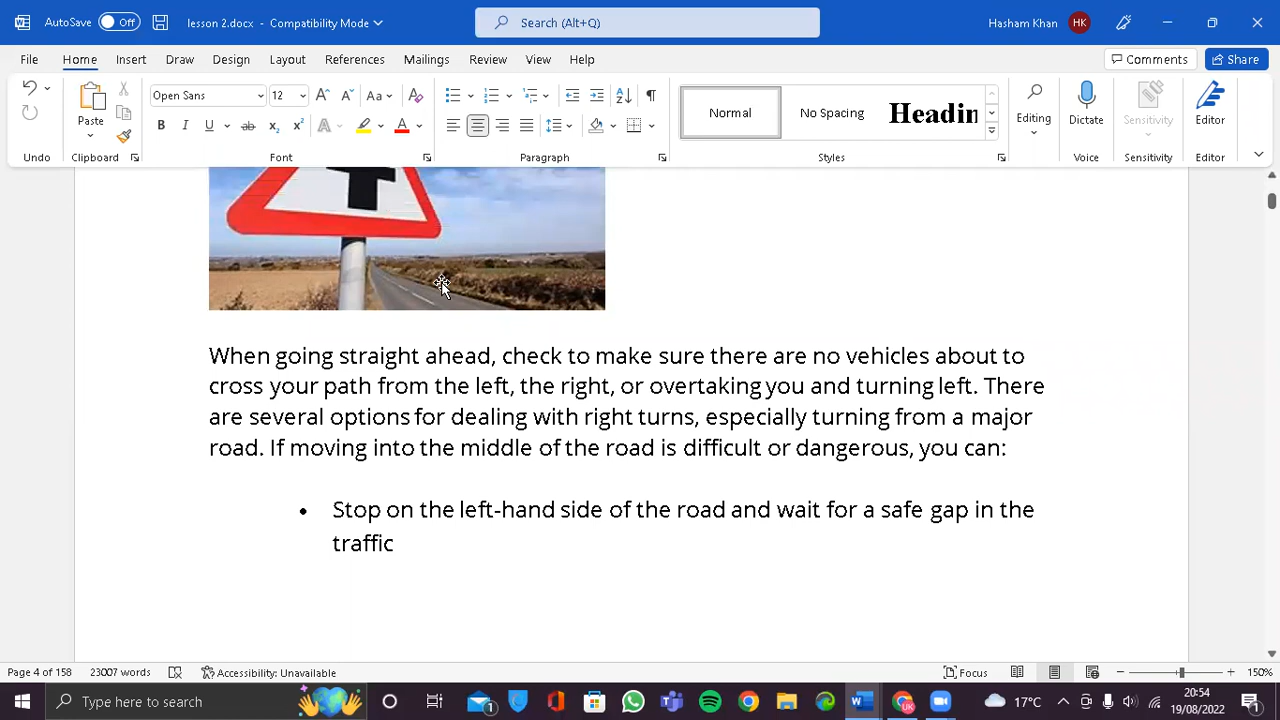 AutoSave Off lesson 2.docx - Compatibility Mode Search (Alt+Q) Hasham Khan HK
File Home Insert Draw Design Layout References Mailings Review View Help Comments Share
Open Sans 12 Aa
Paste Normal No Spacing Headin Editing Dictate Sensitivity Editor
B I U ab x₂ x² A A
Undo Clipboard Font Paragraph Styles Voice Sensitivity Editor
When going straight ahead, check to make sure there are no vehicles about to
cross your path from the left, the right, or overtaking you and turning left. There
are several options for dealing with right turns, especially turning from a major
road. If moving into the middle of the road is difficult or dangerous, you can:
• Stop on the left-hand side of the road and wait for a safe gap in the
traffic
Page 4 of 158 23007 words Accessibility: Unavailable Focus 150%
Type here to search 17°C 20:54
19/08/2022